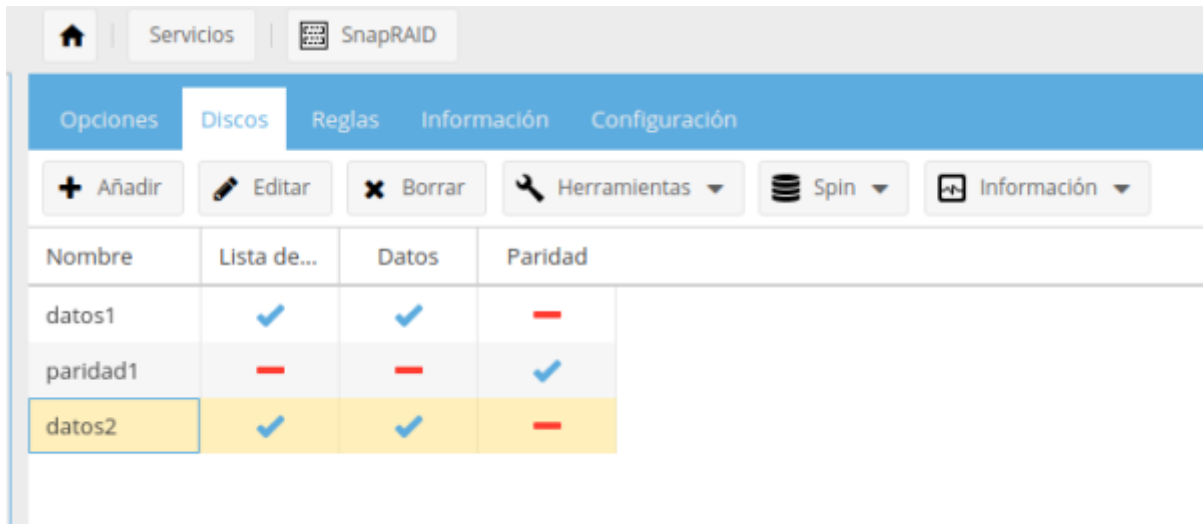 Servicios SnapRAID
Opciones Discos Reglas Información Configuración
Añadir Editar Borrar Herramientas Spin Información
Nombre Lista de... Datos Paridad
datos1
paridad1
datos2